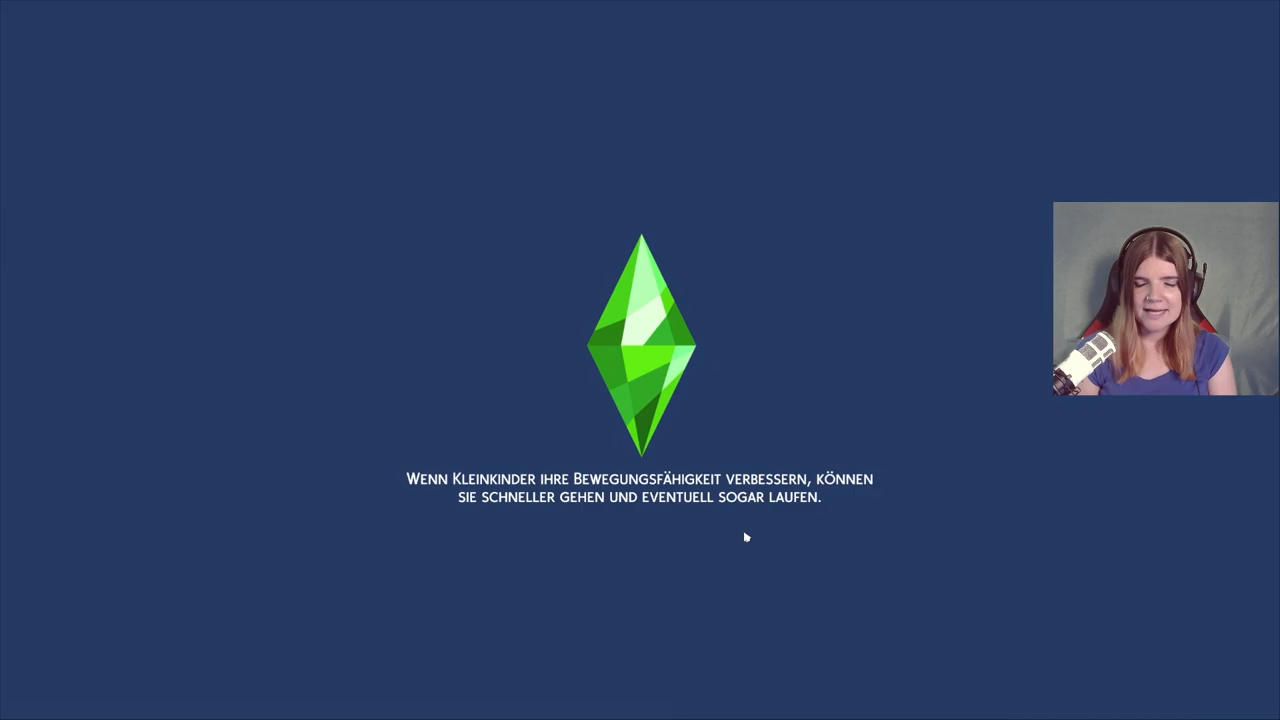 Wenn Kleinkinder ihre Bewegungsfähigkeit verbessern, können
sie schneller gehen und eventuell sogar laufen.